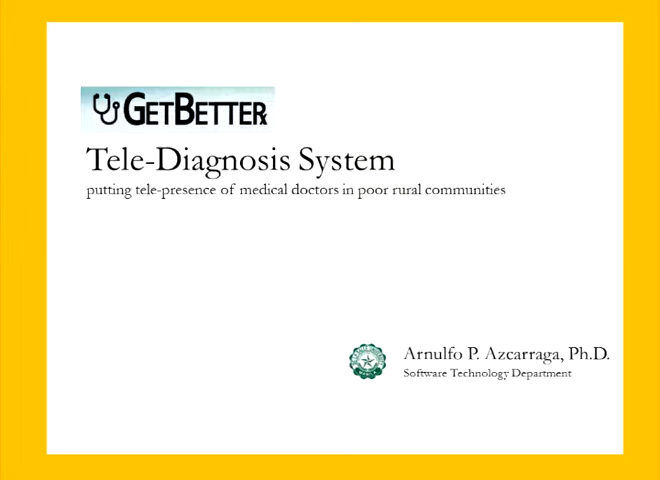 GETBETTER
Tele-Diagnosis System
putting tele-presence of medical doctors in poor rural communities
Arnulfo P. Azcarraga, Ph.D.
Software Technology Department